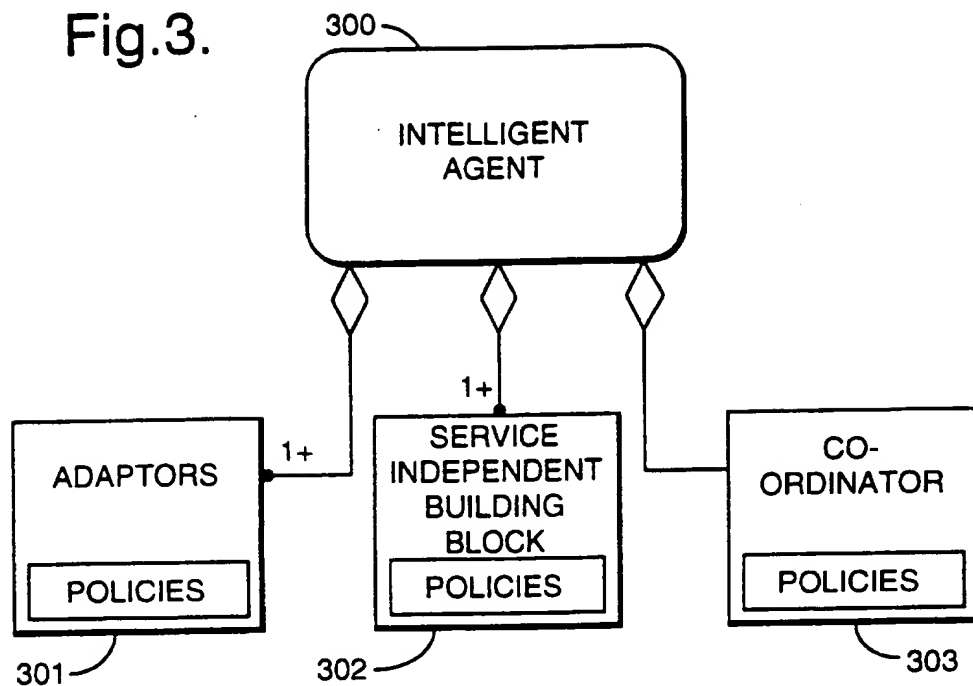 Fig.3.
300
INTELLIGENT
AGENT
1+
1+
ADAPTORS
POLICIES
301
SERVICE
INDEPENDENT
BUILDING
BLOCK
POLICIES
302
CO-
ORDINATOR
POLICIES
303